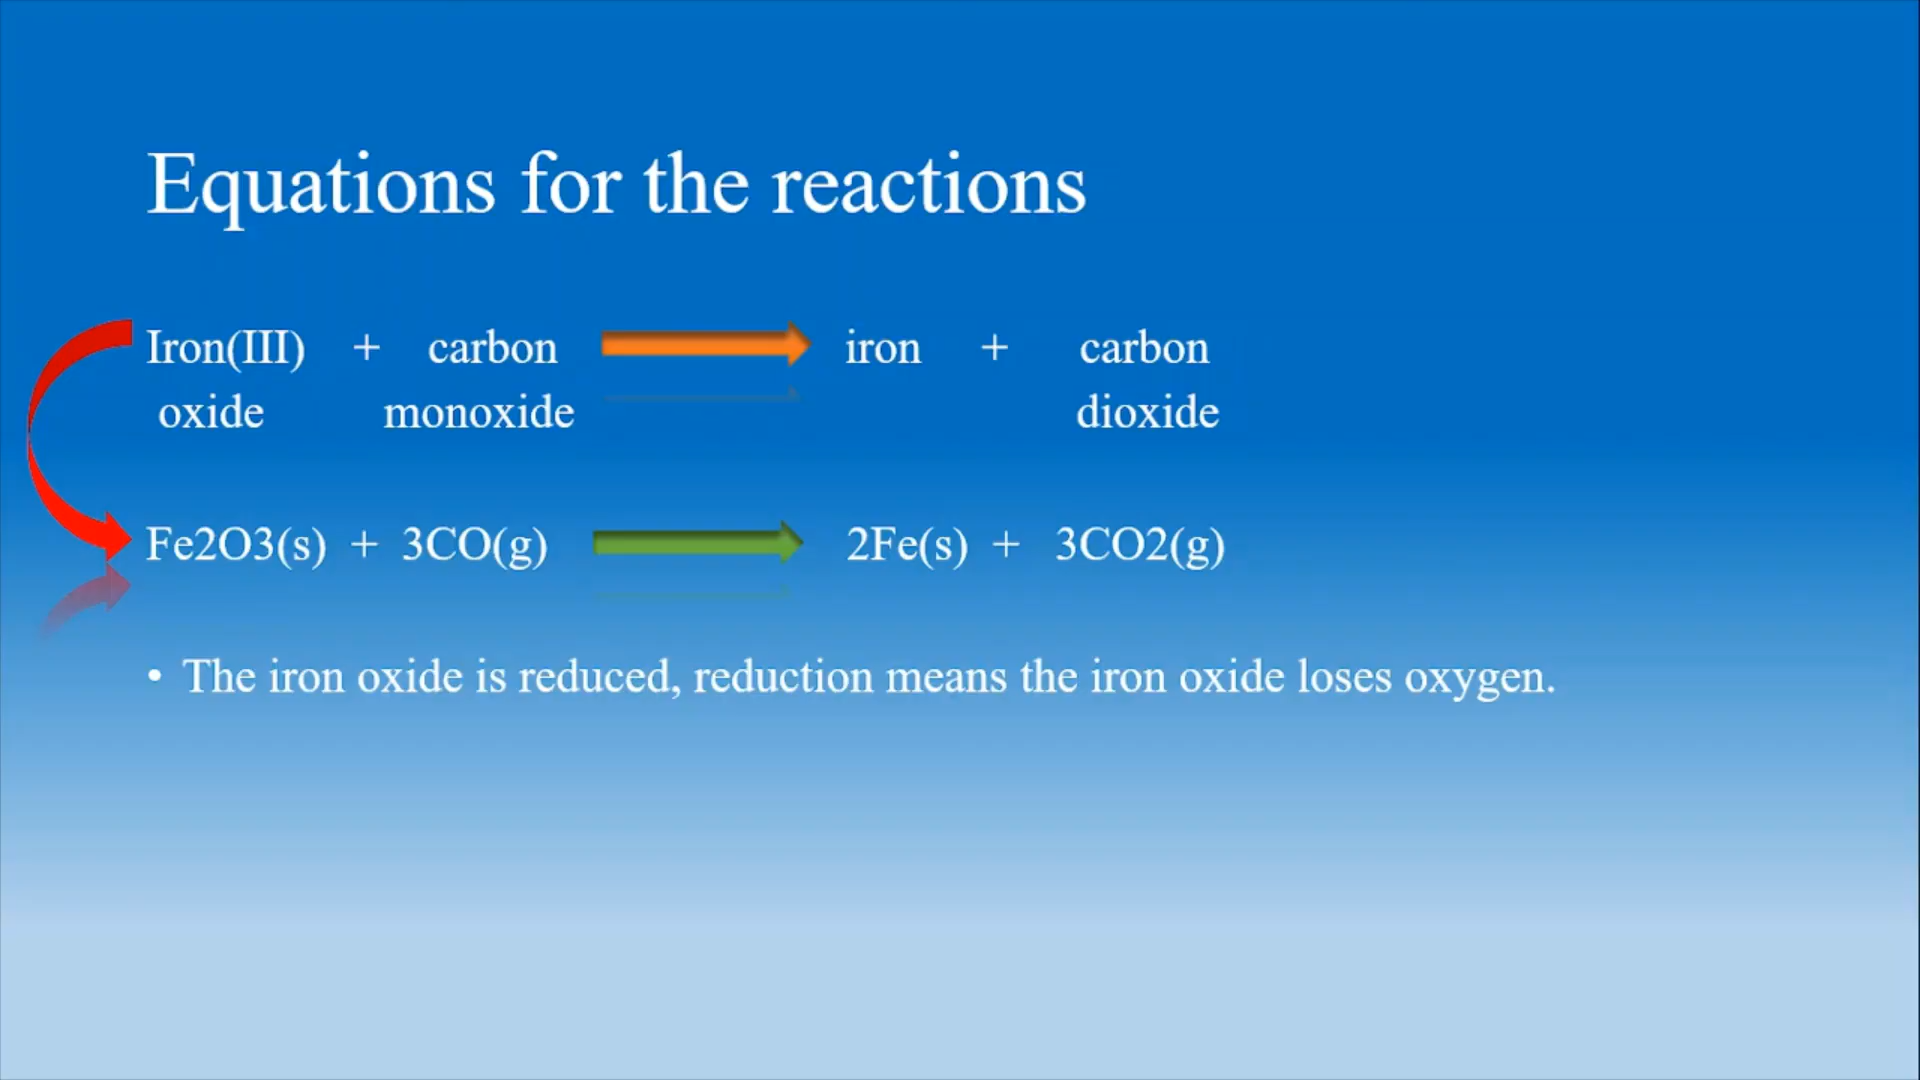 Equations for the reactions
Iron(III) + carbon iron + carbon
oxide monoxide dioxide
Fe2O3(s) + 3CO(g) 2Fe(s) + 3CO2(g)
• The iron oxide is reduced, reduction means the iron oxide loses oxygen.